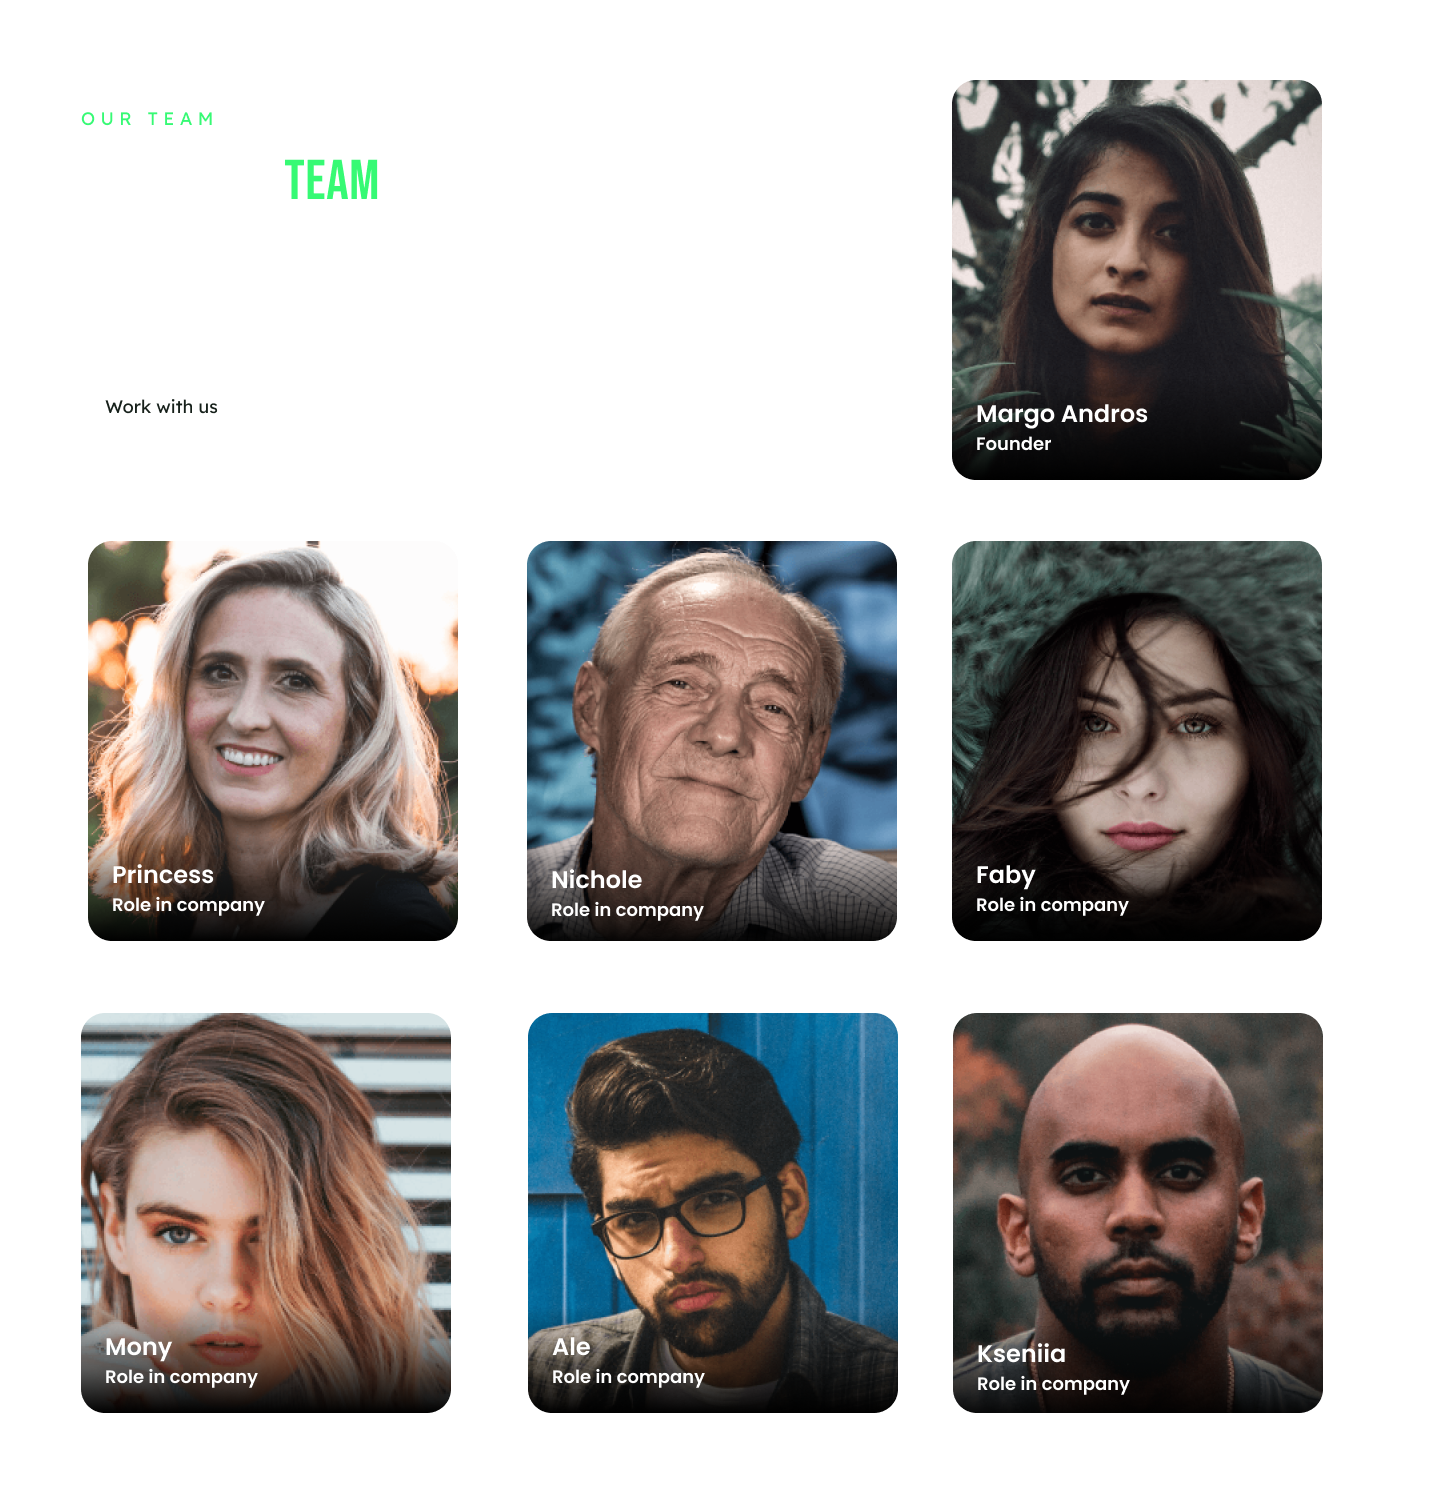 OUR TEAM
TEAM
Work with us
Margo Andros
Founder
Princess
Role in company
Nichole
Role in company
Faby
Role in company
Mony
Role in company
Ale
Role in company
Kseniia
Role in company